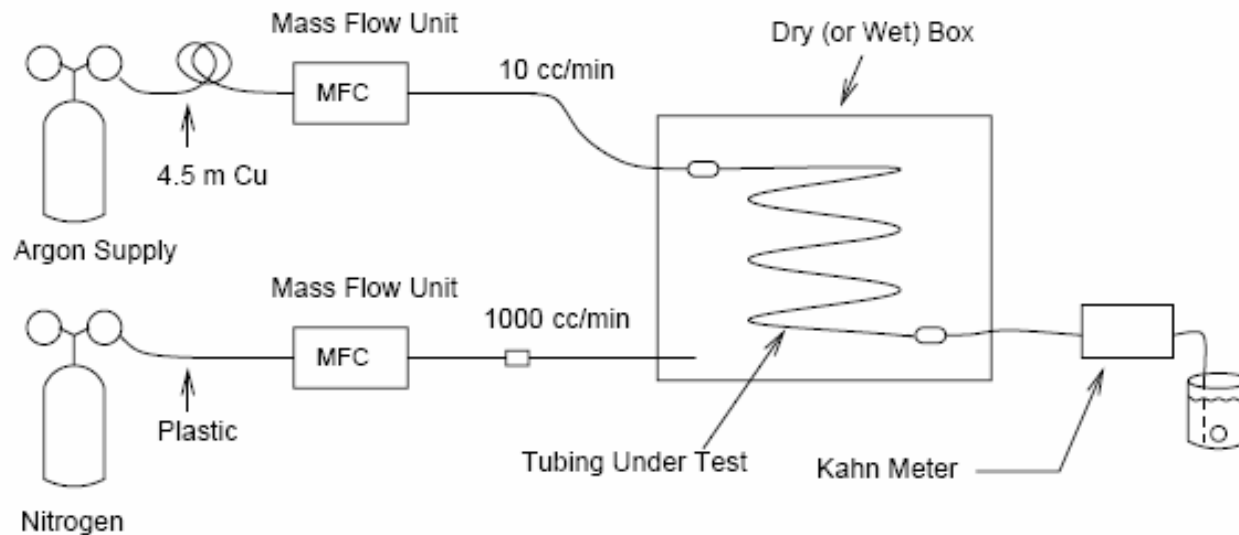 Mass Flow Unit
Dry (or Wet) Box
10 cc/min
MFC
4.5 m Cu
Argon Supply
Mass Flow Unit
1000 cc/min
MFC
Plastic
Tubing Under Test
Kahn Meter
Nitrogen